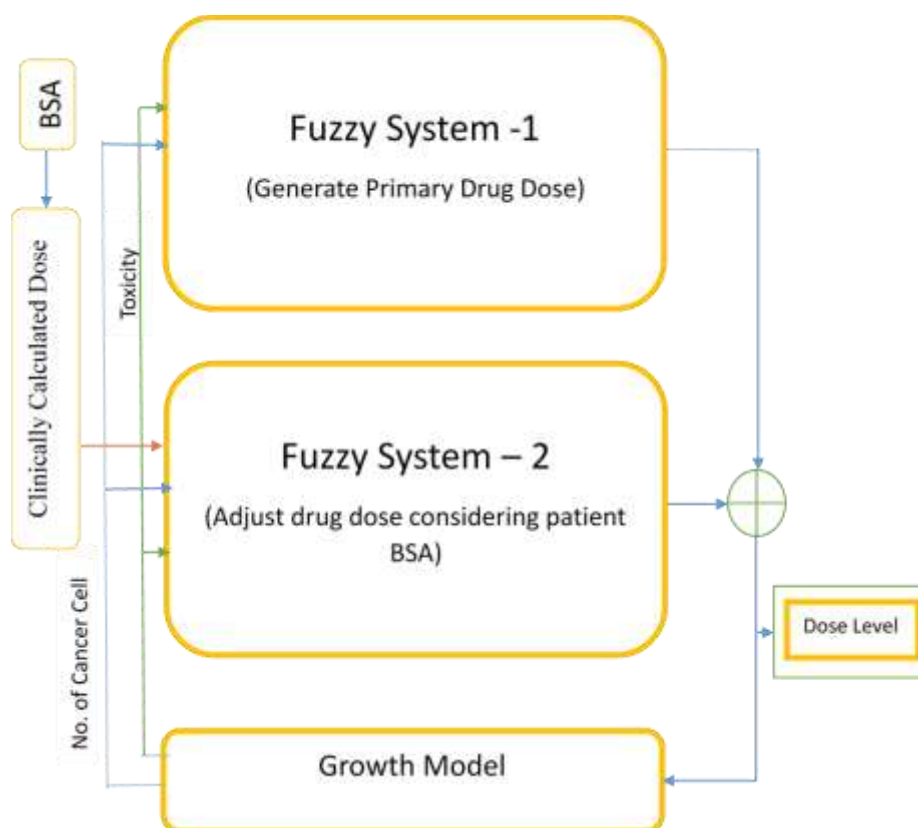 BSA
Clinically Calculated Dose
Toxicity
No. of Cancer Cell
Fuzzy System -1
(Generate Primary Drug Dose)
Fuzzy System – 2
(Adjust drug dose considering patient
BSA)
Dose Level
Growth Model